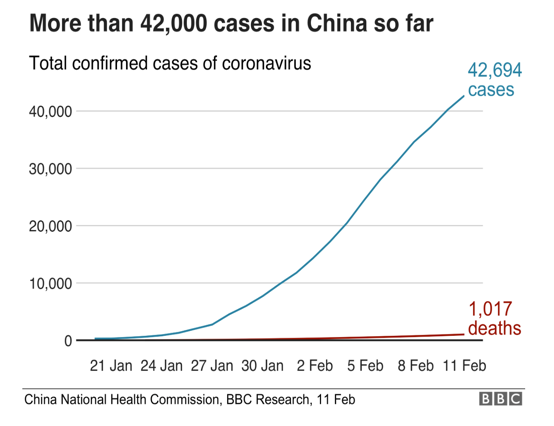 More than 42,000 cases in China so far
Total confirmed cases of coronavirus
42,694
cases
40,000
30,000
20,000
10,000
1,017
deaths
0
21 Jan 24 Jan 27 Jan 30 Jan 2 Feb 5 Feb 8 Feb 11 Feb
China National Health Commission, BBC Research, 11 Feb
BBC